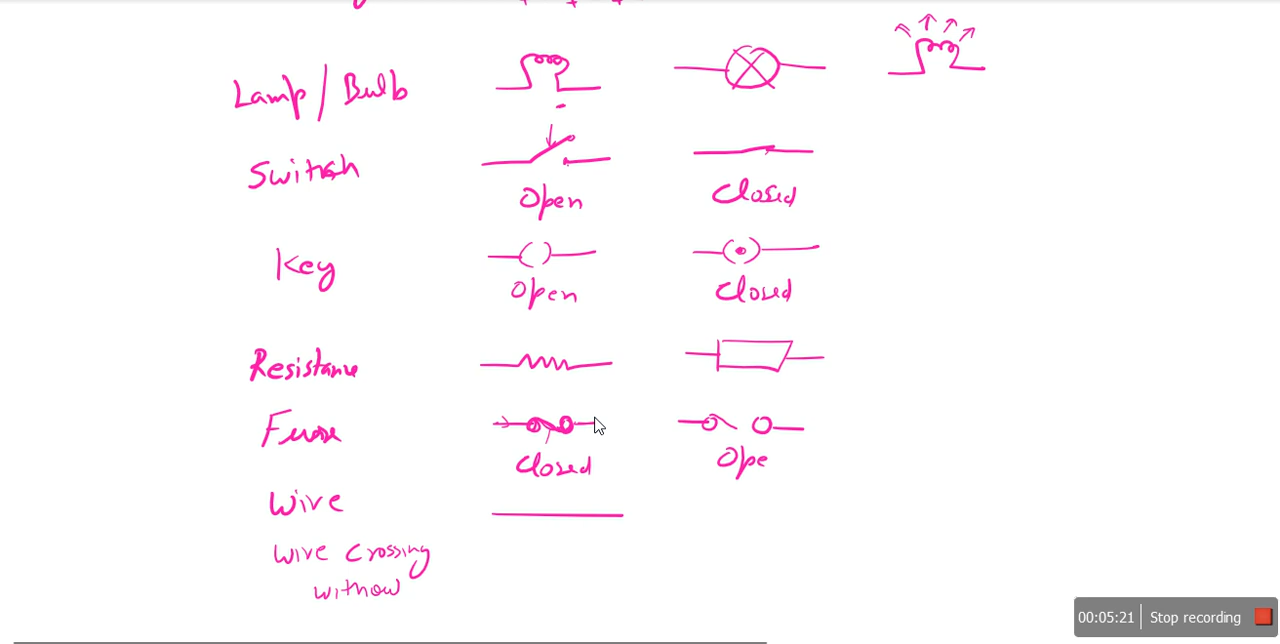 Lamp / Bulb
Switch
Open
Closed
Key
Open
Closed
Resistance
Fuse
Closed
Ope
Wire
Wire Crossing
withou
00:05:21 Stop recording